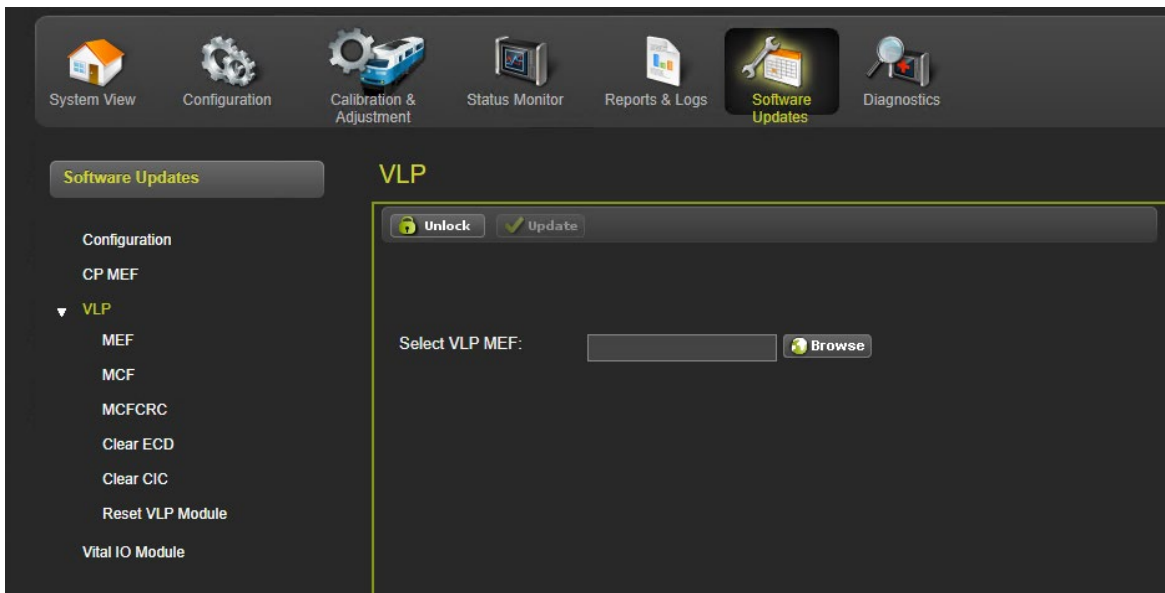 System View
Configuration
Calibration &
Adjustment
Status Monitor
Reports & Logs
Software
Updates
Diagnostics
Software Updates
VLP
Unlock
Update
Configuration
CP MEF
VLP
MEF
MCF
MCFCRC
Clear ECD
Clear CIC
Reset VLP Module
Vital IO Module
Select VLP MEF:
Browse